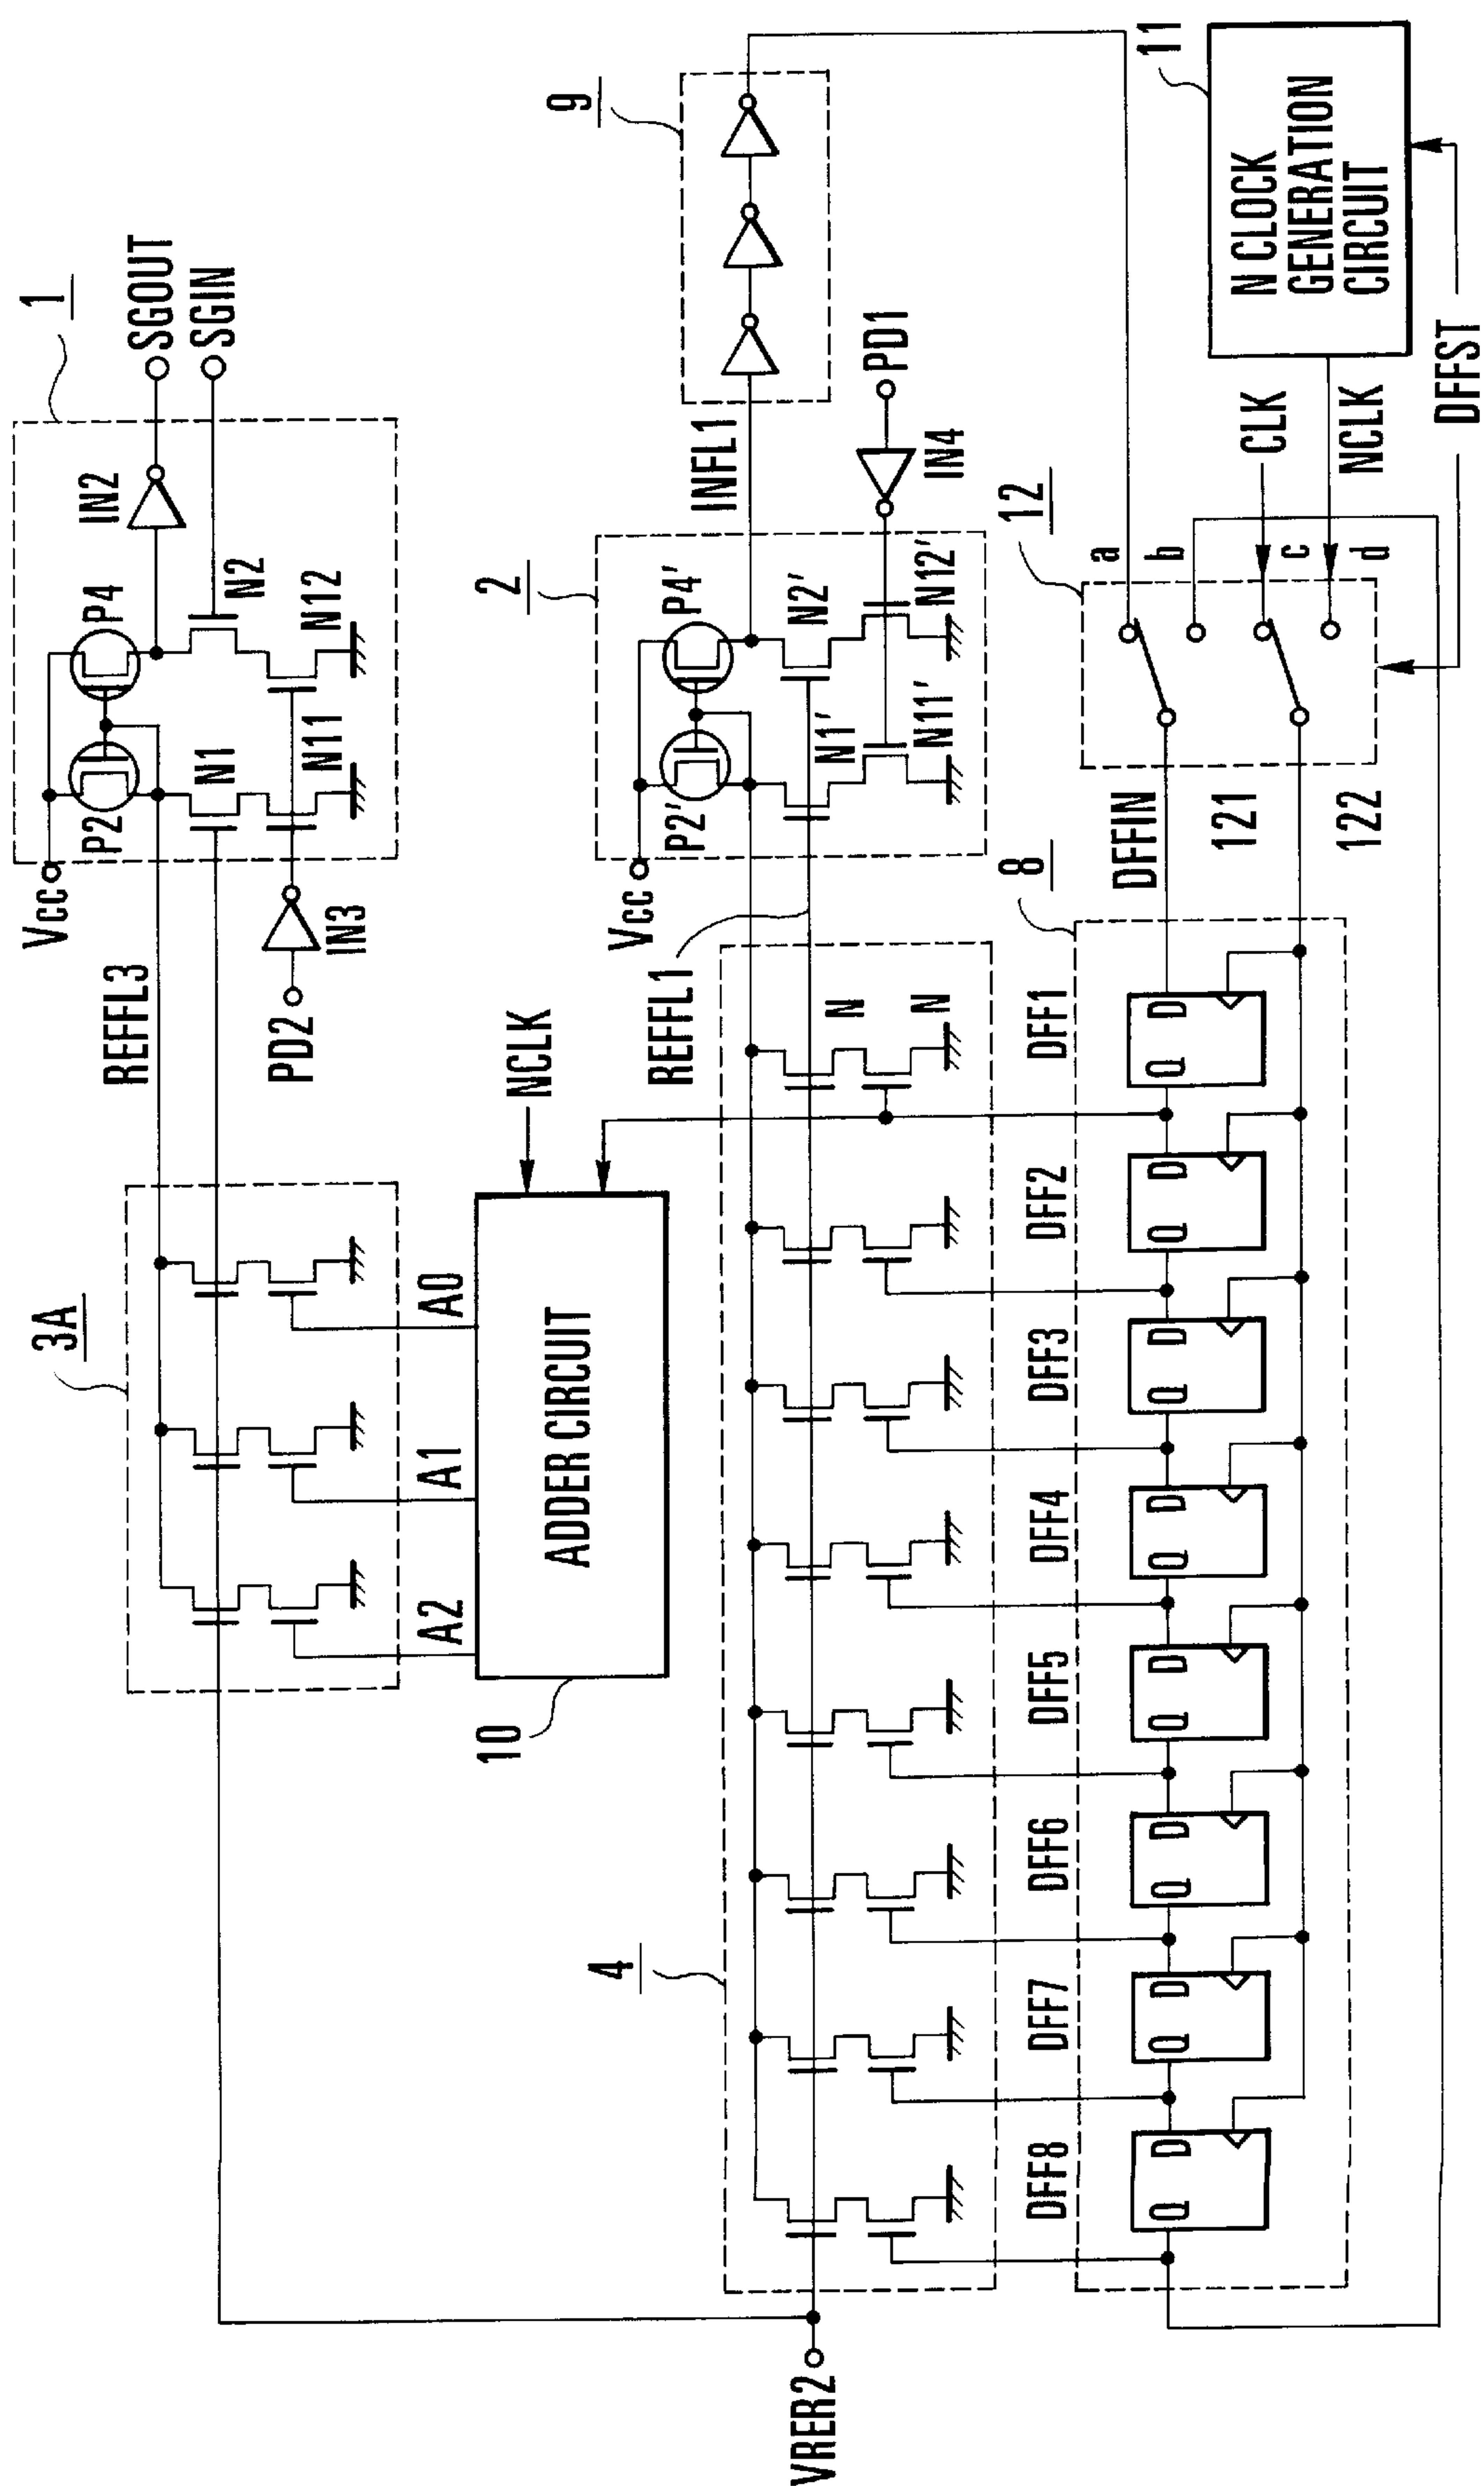 1
SGOUT
SGIN
IN2
P4
P2
N2
N1
N12
N11
Vcc
REFFL3
IN3
PD2
3A
A2
A1
A0
ADDER CIRCUIT
10
NCLK
9
INFL1
PD1
IN4
2
P4'
P2'
N2'
N1'
N12'
N11'
Vcc
REFFL1
N
N
4
VRER2
DFF8
DFF7
DFF6
DFF5
DFF4
DFF3
DFF2
DFF1
Q D
Q D
Q D
Q D
Q D
Q D
Q D
Q D
8
DFFIN
121
122
12
a
b
c
d
CLK
NCLK
11
N CLOCK
GENERATION
CIRCUIT
DFFST